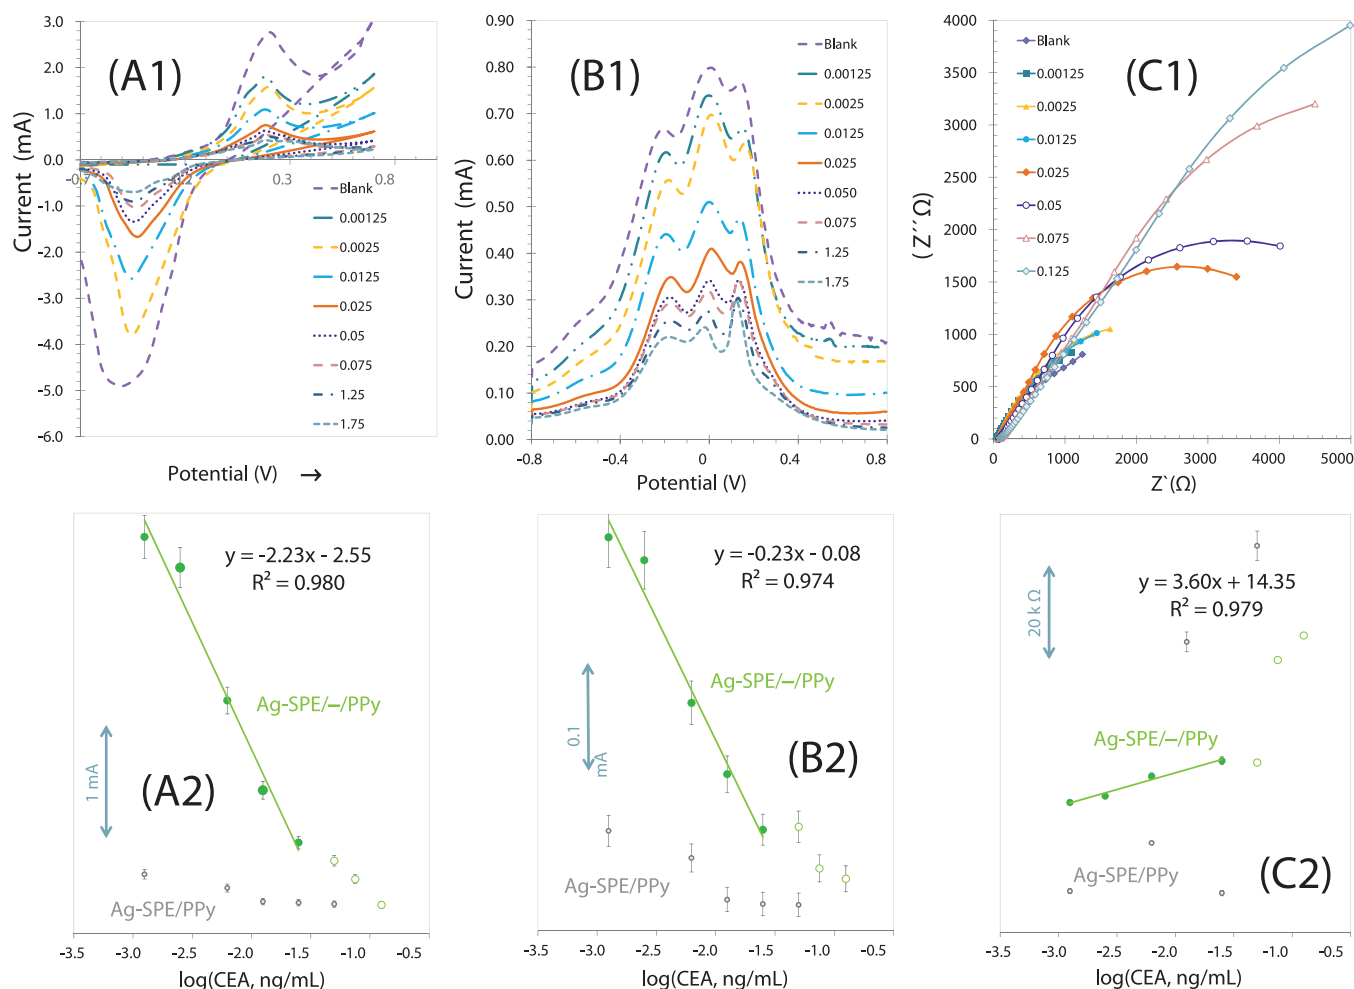 3.0
2.0
1.0
0.0
-1.0
-2.0
-3.0
-4.0
-5.0
-6.0
0.3
0.8
Current (mA)
(A1)
Blank
0.00125
0.0025
0.0125
0.025
0.05
0.075
1.25
1.75
Potential (V) →
0.90
0.80
0.70
0.60
0.50
0.40
0.30
0.20
0.10
0.00
-0.8
-0.4
0
0.4
0.8
Current (mA)
(B1)
Blank
0.00125
0.0025
0.0125
0.025
0.050
0.075
1.25
1.75
Potential (V)
4000
3500
3000
2500
2000
1500
1000
500
0
0
1000
2000
3000
4000
5000
(Z´´Ω)
(C1)
Blank
0.00125
0.0025
0.0125
0.025
0.05
0.075
0.125
Z`(Ω)
y = -2.23x - 2.55
R² = 0.980
Ag-SPE/–/PPy
1 mA
(A2)
Ag-SPE/PPy
-3.5 -3.0 -2.5 -2.0 -1.5 -1.0 -0.5
log(CEA, ng/mL)
y = -0.23x - 0.08
R² = 0.974
Ag-SPE/–/PPy
0.1
mA
(B2)
Ag-SPE/PPy
-3.5 -3.0 -2.5 -2.0 -1.5 -1.0 -0.5
log(CEA, ng/mL)
20 k Ω
y = 3.60x + 14.35
R² = 0.979
Ag-SPE/–/PPy
Ag-SPE/PPy
(C2)
-3.5 -3.0 -2.5 -2.0 -1.5 -1.0 -0.5
log(CEA, ng/mL)